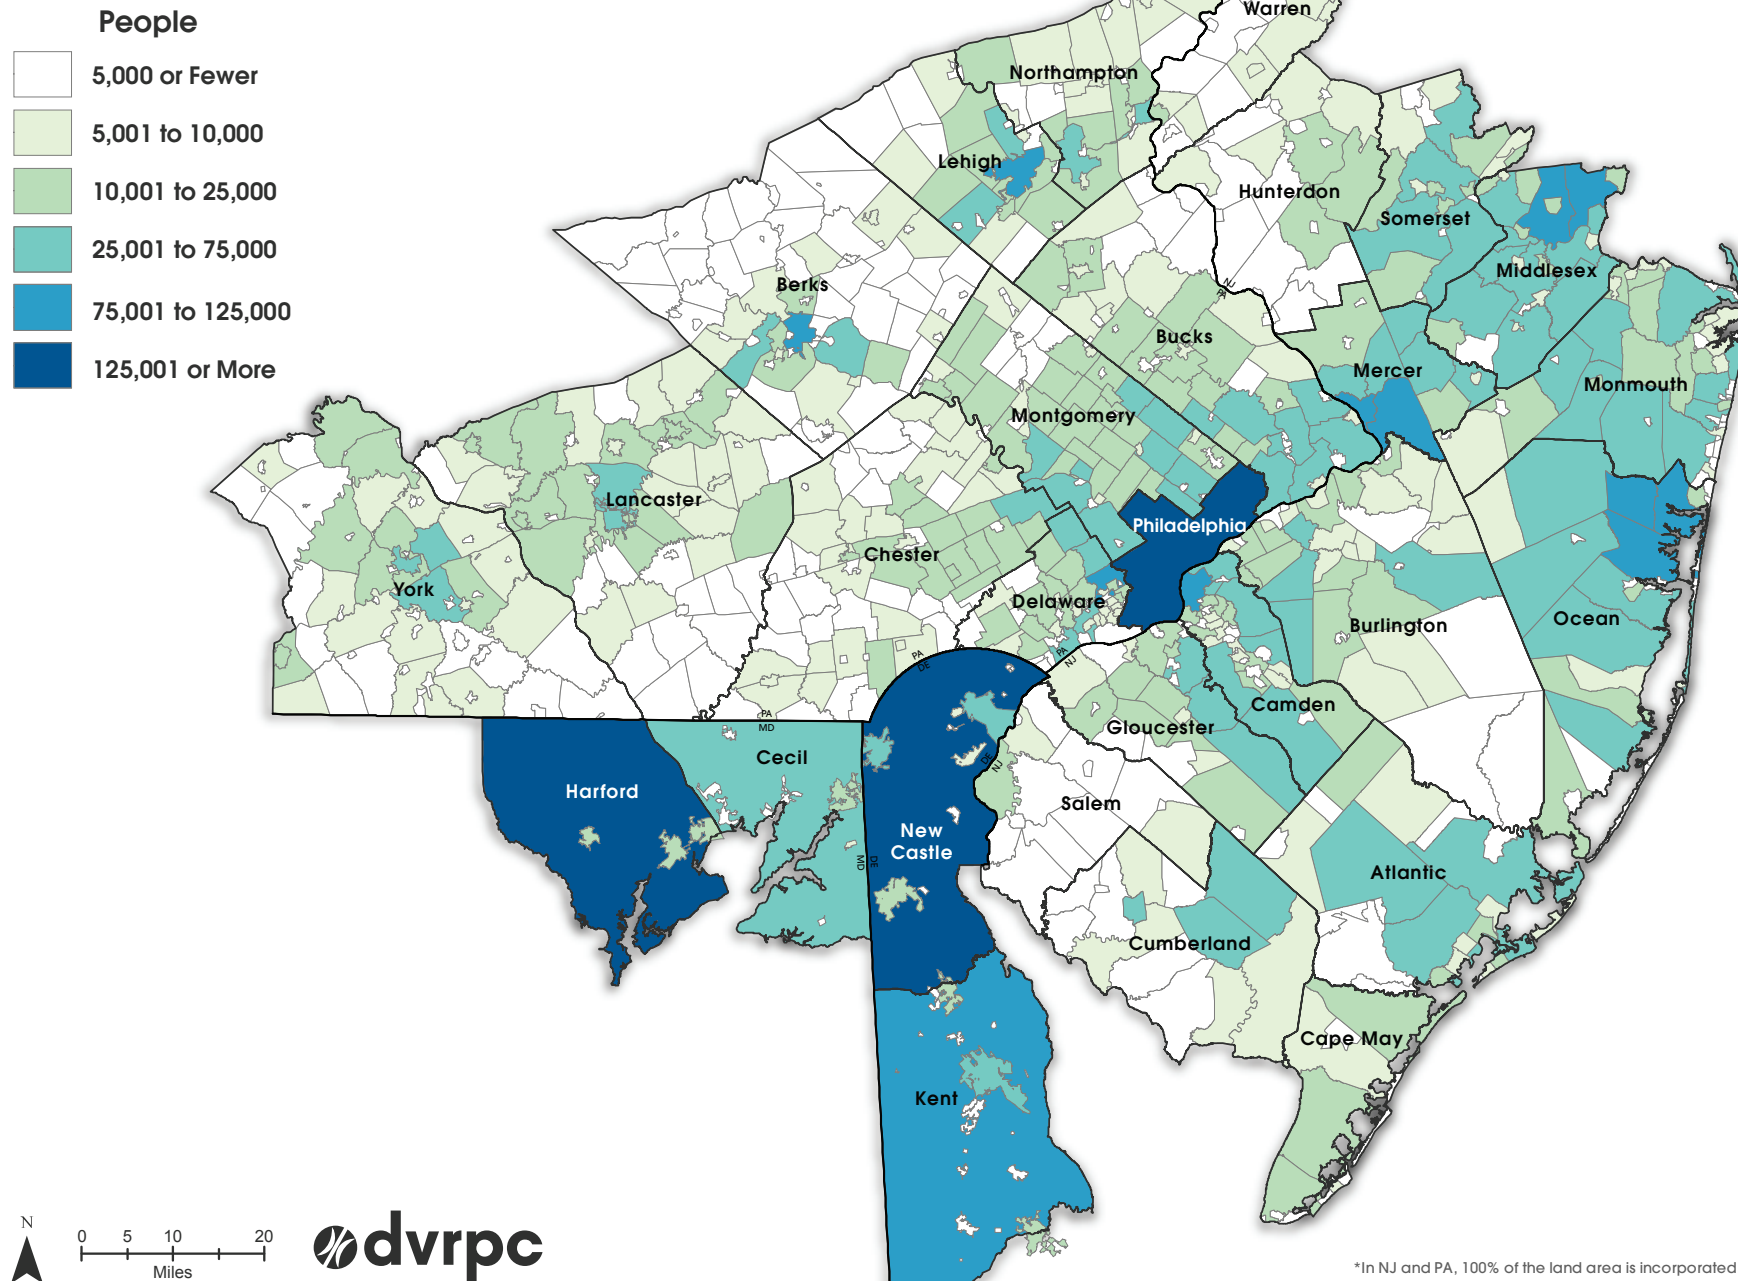 People
5,000 or Fewer
5,001 to 10,000
10,001 to 25,000
25,001 to 75,000
75,001 to 125,000
125,001 or More
Warren
Northampton
Lehigh
Hunterdon
Somerset
Middlesex
Berks
NJ
PA
Bucks
Mercer
Monmouth
Montgomery
Lancaster
Philadelphia
Chester
York
Delaware
Ocean
Burlington
PA
DE
PA
NJ
Camden
Gloucester
PA
MD
Cecil
DE
NJ
Harford
Salem
New
Castle
MD
DE
Atlantic
Cumberland
Cape May
Kent
N
0 5 10 20
Miles
dvrpc
*In NJ and PA, 100% of the land area is incorporated